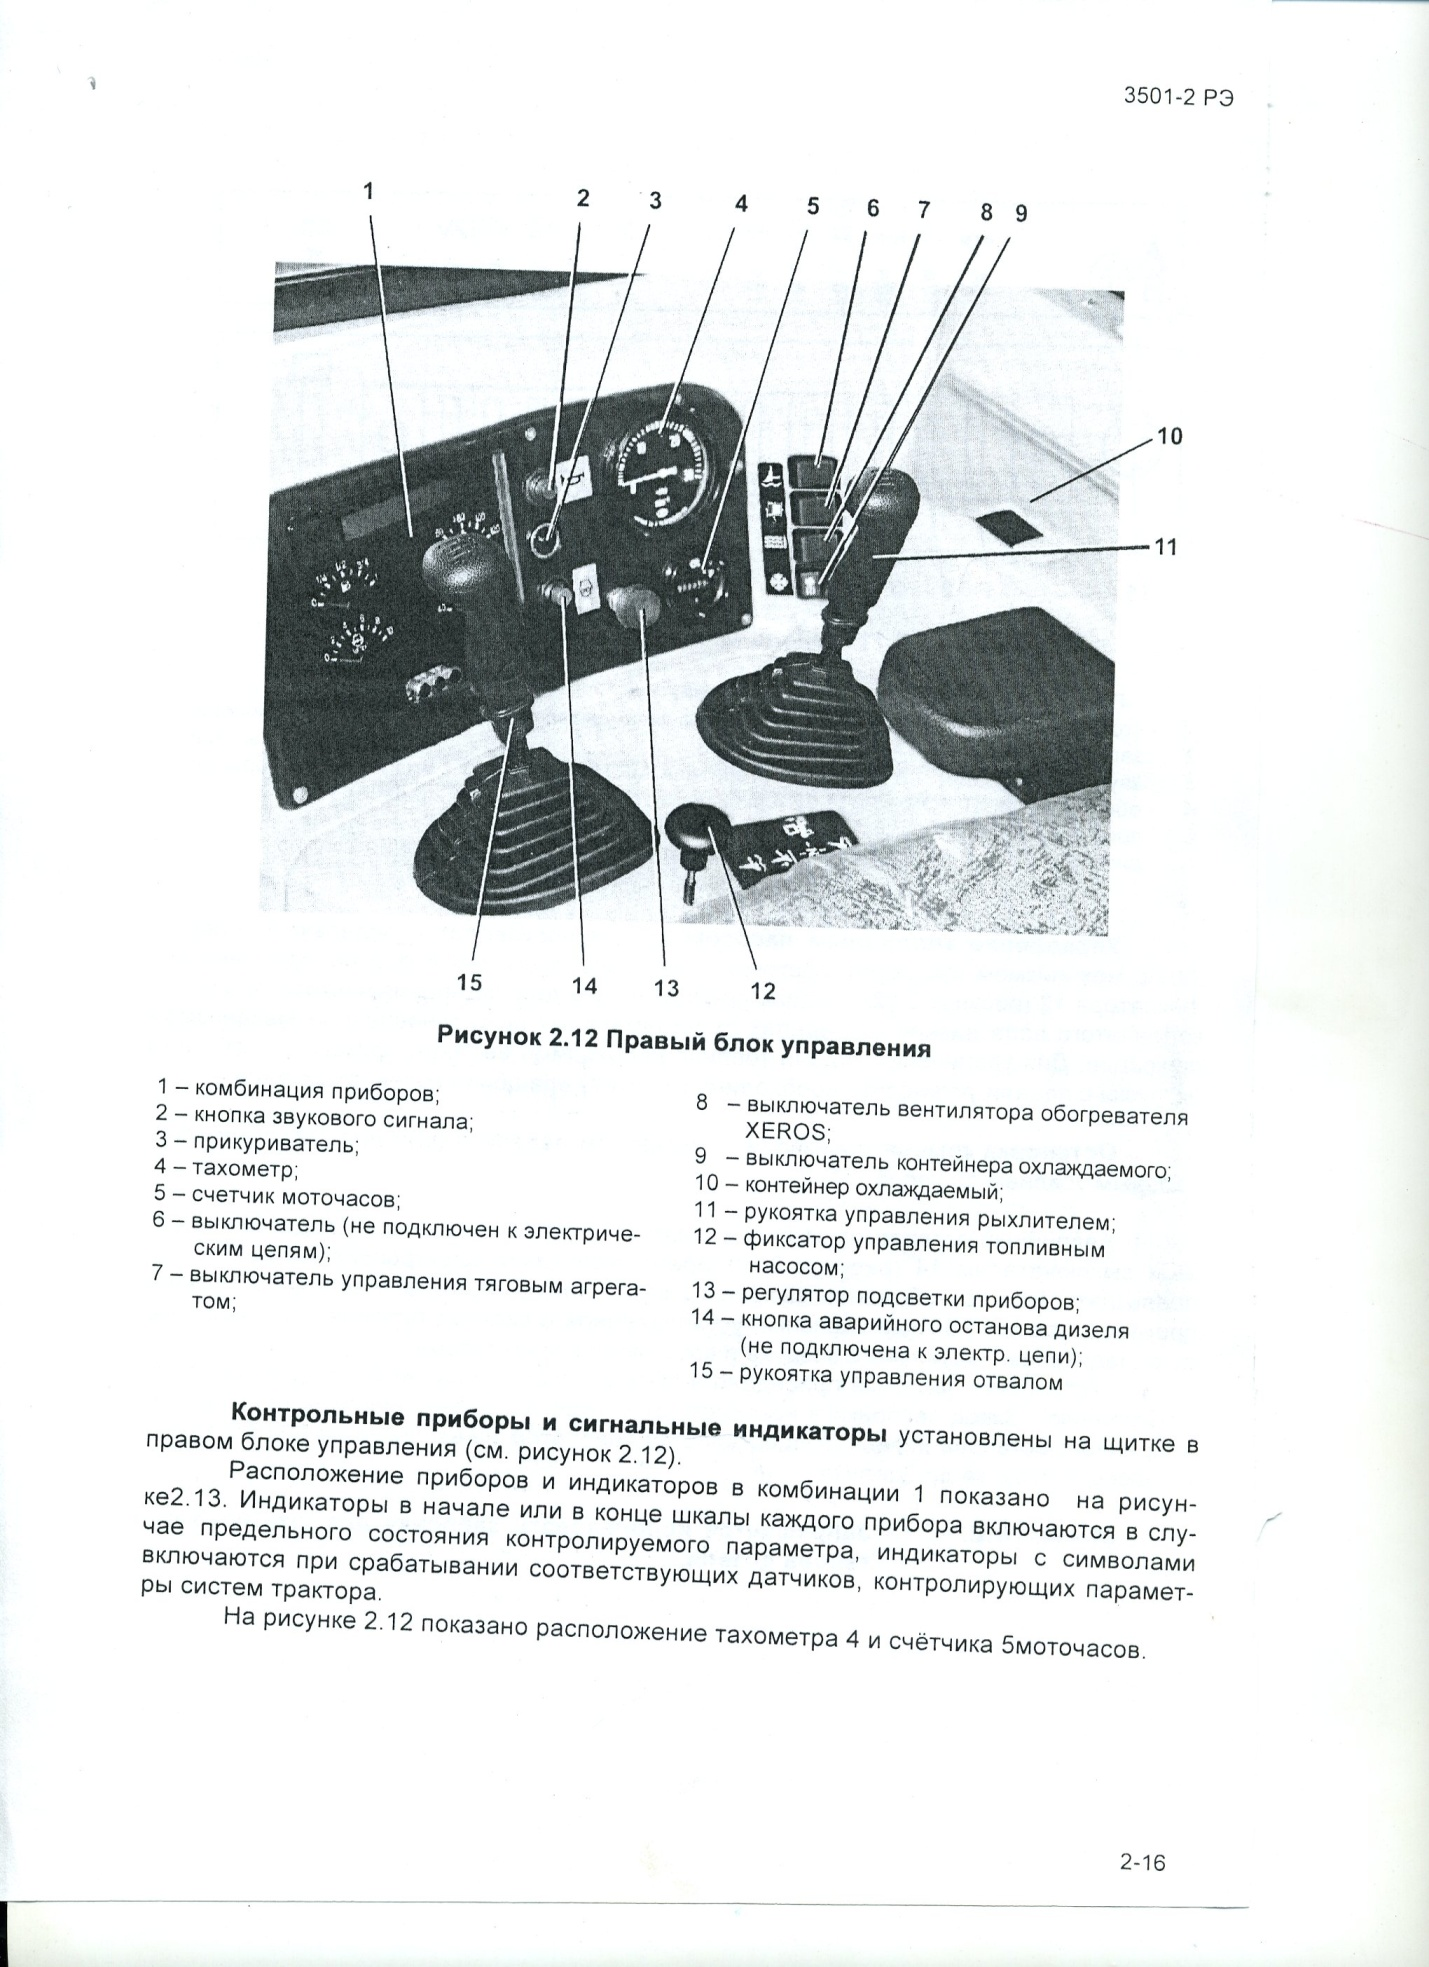 3501-2 РЭ
1
2
3
4
5
6
7
8
9
10
11
15
14
13
12
Рисунок 2.12 Правый блок управления
1 – комбинация приборов;
2 – кнопка звукового сигнала;
3 – прикуриватель;
4 – тахометр;
5 – счетчик моточасов;
6 – выключатель (не подключен к электриче-
ским цепям);
7 – выключатель управления тяговым агрега-
том;
8 – выключатель вентилятора обогревателя
XEROS;
9 – выключатель контейнера охлаждаемого;
10 – контейнер охлаждаемый;
11 – рукоятка управления рыхлителем;
12 – фиксатор управления топливным
насосом;
13 – регулятор подсветки приборов;
14 – кнопка аварийного останова дизеля
(не подключена к электр. цепи);
15 – рукоятка управления отвалом
Контрольные приборы и сигнальные индикаторы установлены на щитке в
правом блоке управления (см. рисунок 2.12).
Расположение приборов и индикаторов в комбинации 1 показано на рисун-
ке2.13. Индикаторы в начале или в конце шкалы каждого прибора включаются в слу-
чае предельного состояния контролируемого параметра, индикаторы с символами
включаются при срабатывании соответствующих датчиков, контролирующих парамет-
ры систем трактора.
На рисунке 2.12 показано расположение тахометра 4 и счётчика 5моточасов.
2-16